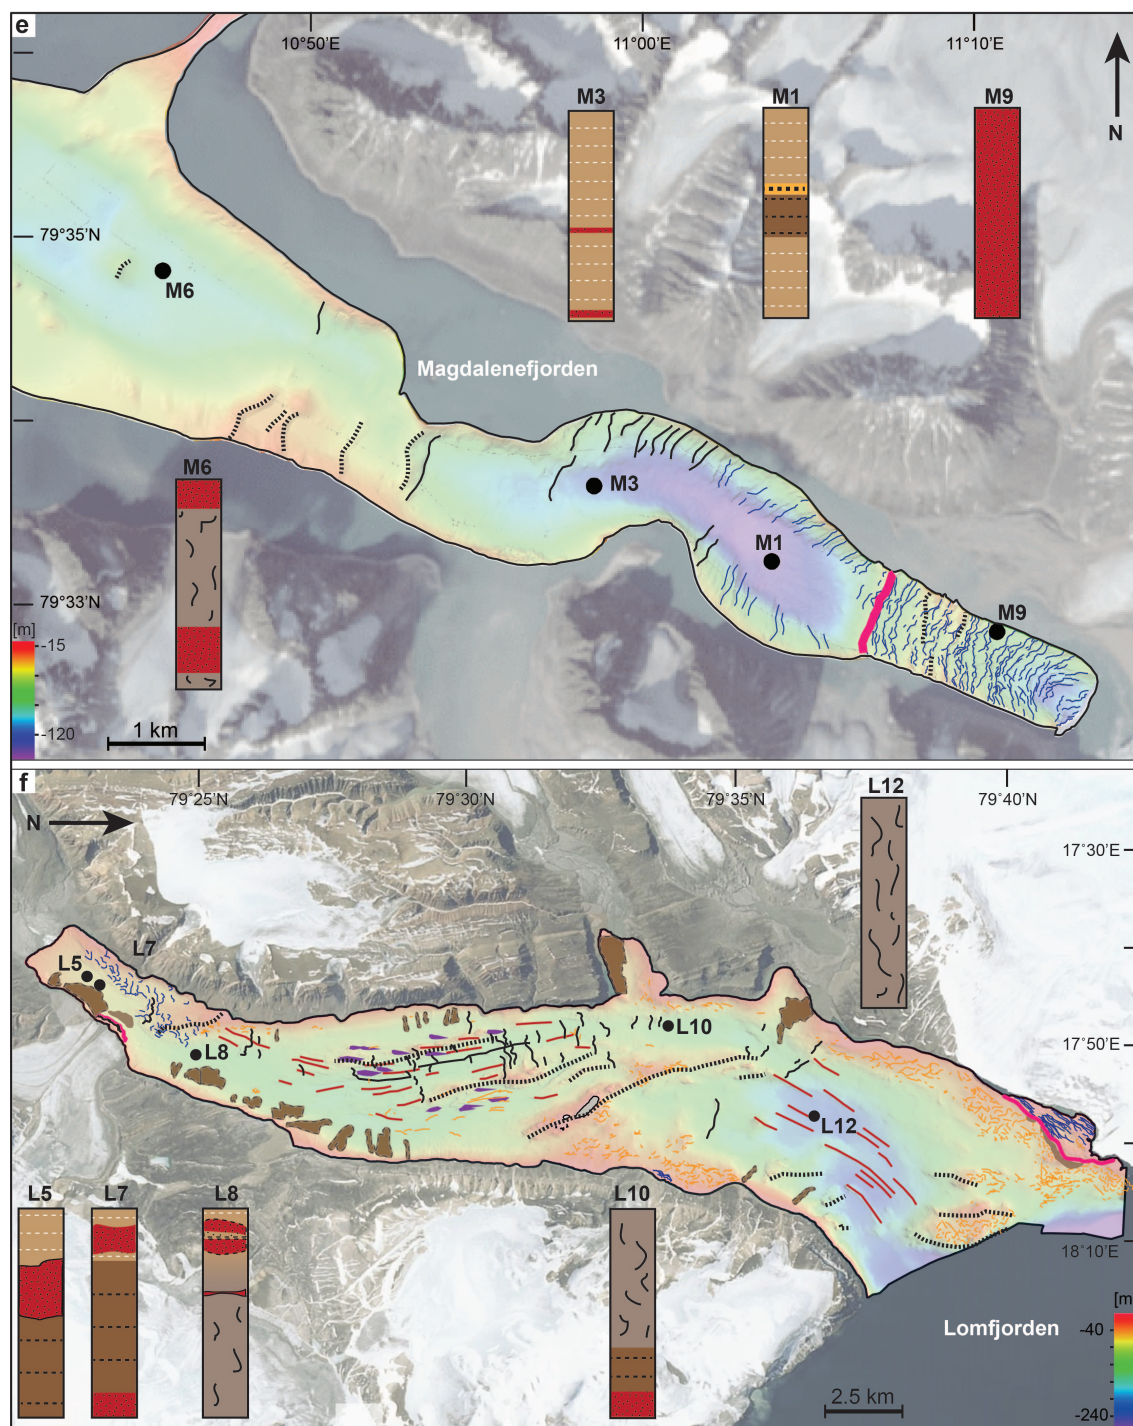 e
10°50'E
11°00'E
11°10'E
M3
M1
M9
N
79°35'N
M6
Magdalenefjorden
M6
M3
M1
M9
79°33'N
[m]
-15
-120
1 km
f
79°25'N
79°30'N
79°35'N
L12
79°40'N
N
17°30'E
L7
L5
L10
17°50'E
L8
L12
L5
L7
L8
L10
18°10'E
[m
-40
Lomfjorden
2.5 km
-240